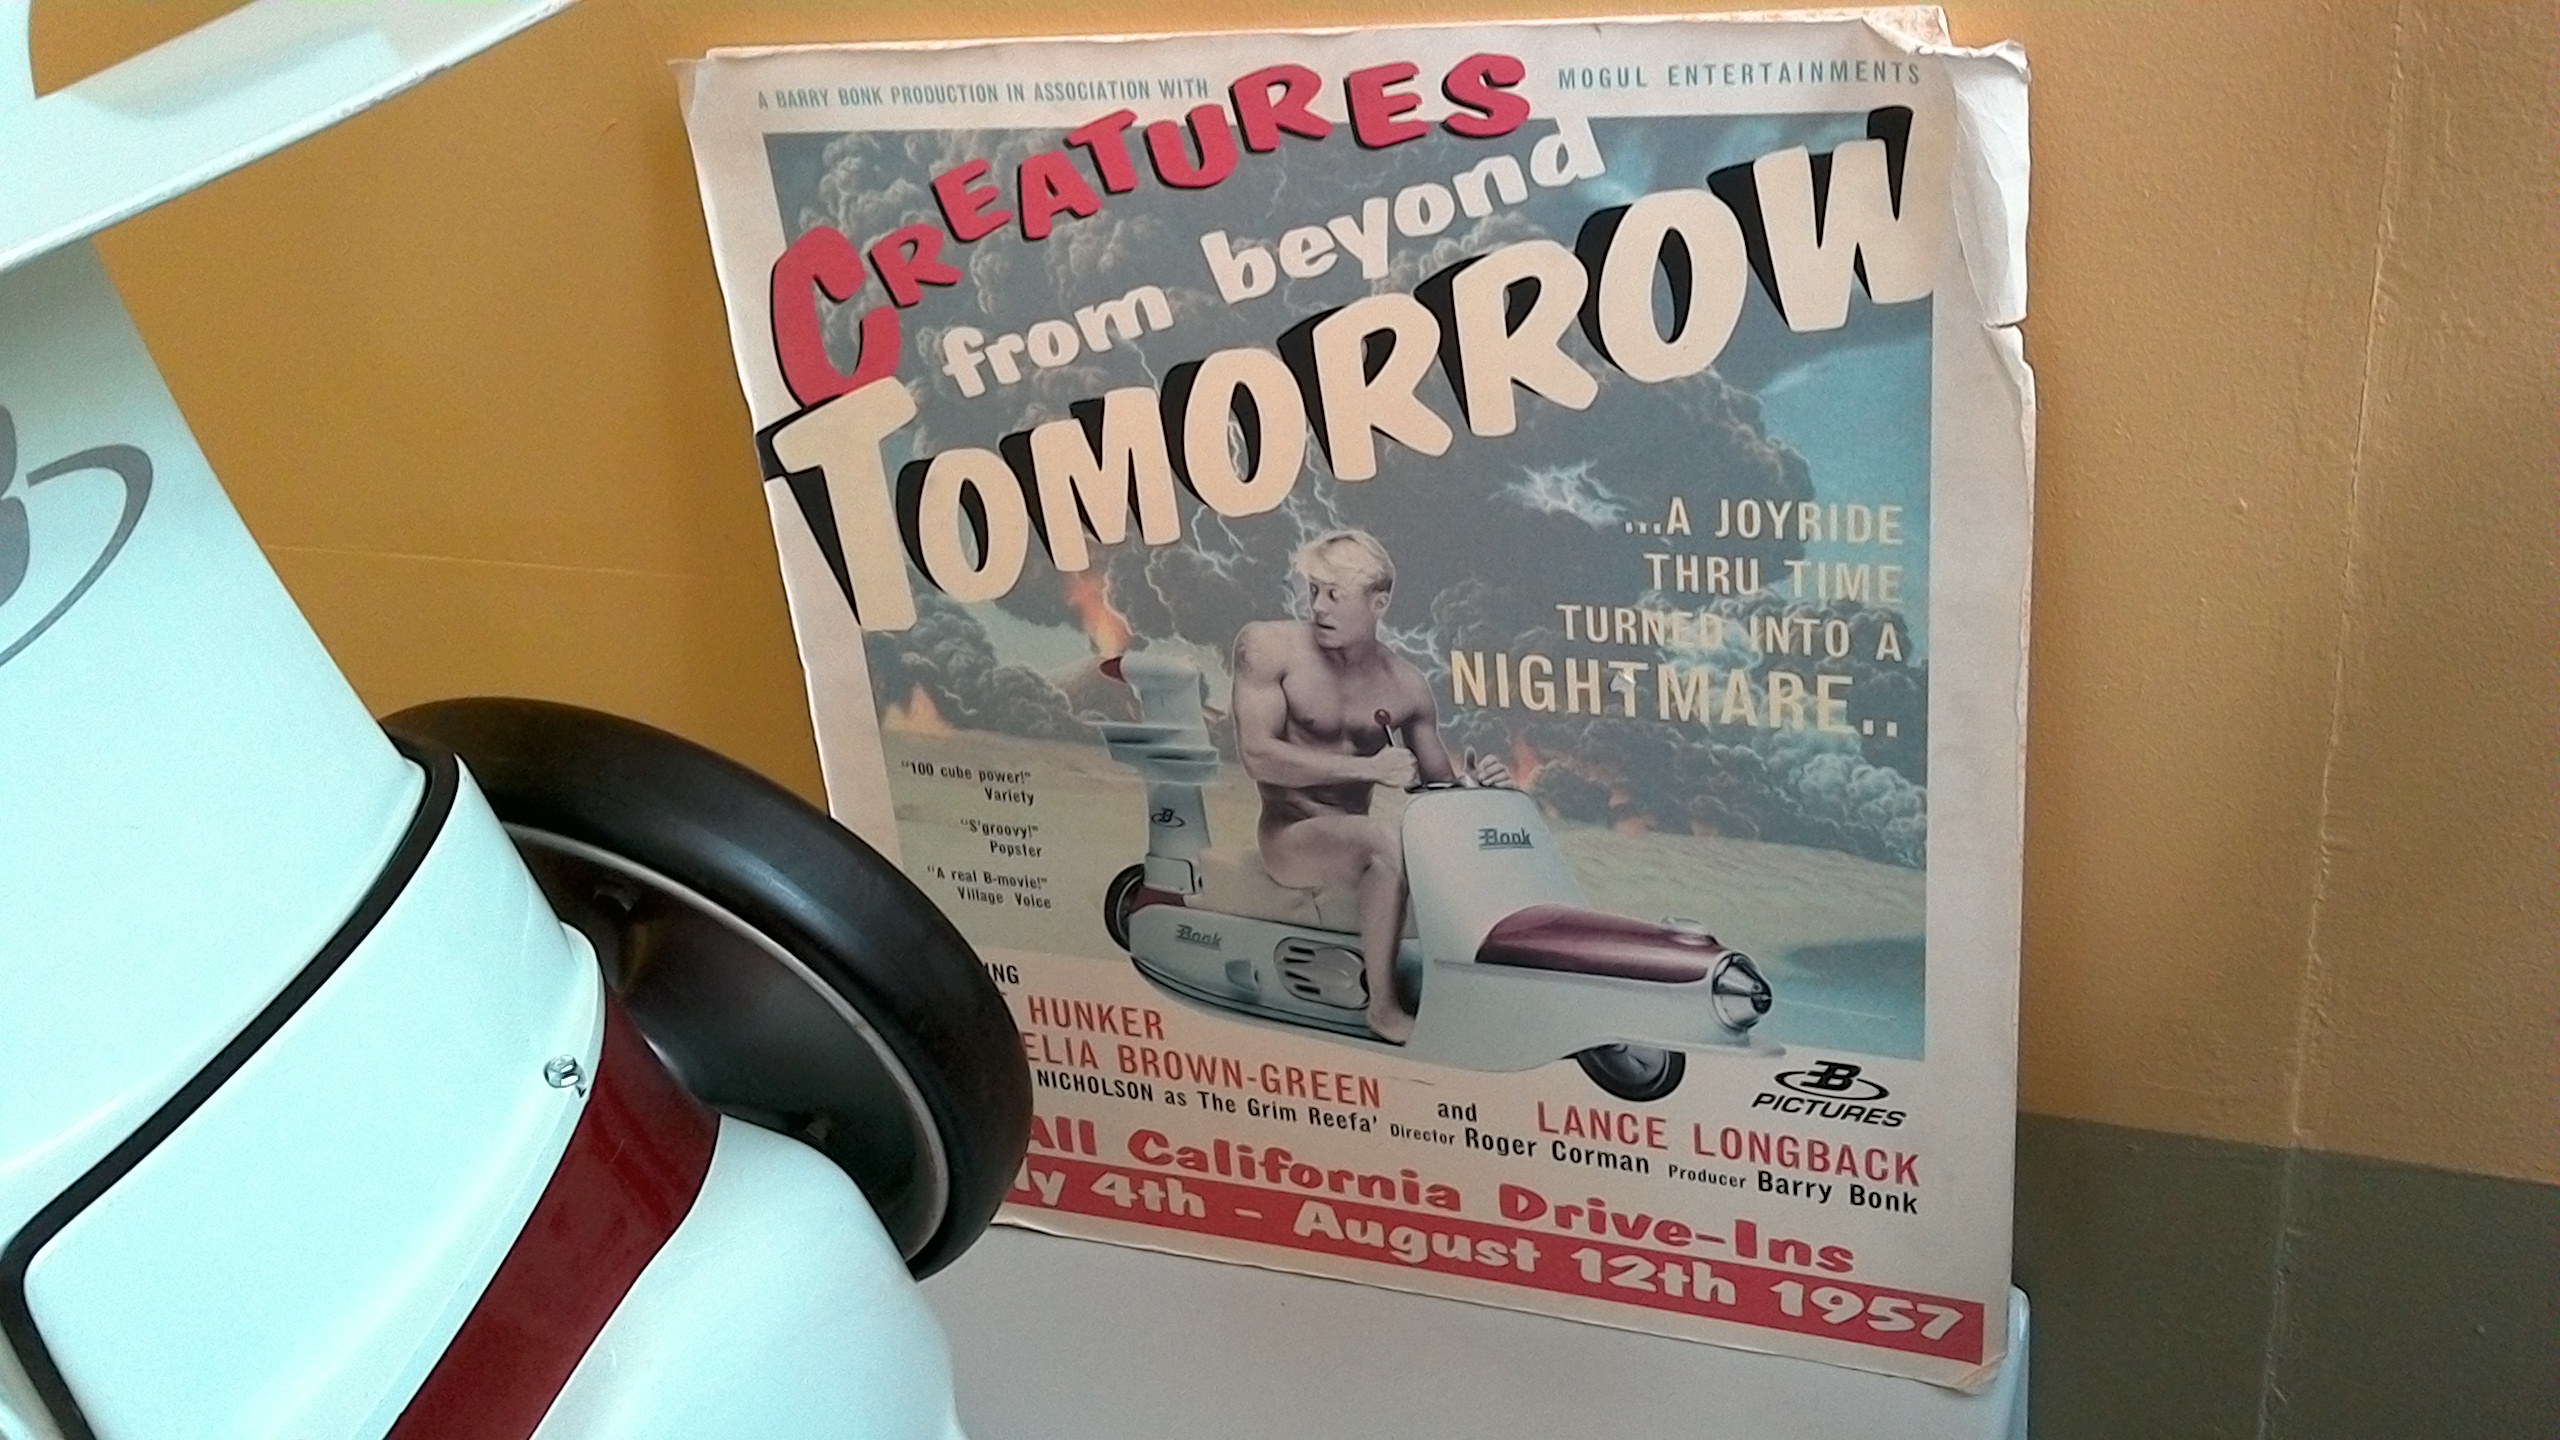 A BARRY BONK PRODUCTION IN ASSOCIATION WITH MOGUL ENTERTAINMENTS
CREATURES
from beyond
TOMORROW
...A JOYRIDE
THRU TIME
TURNED INTO A
NIGHTMARE..
"100 cube power!"
Variety
"S'groovy!"
Popster
"A real B-movie!"
Village Voice
B
Bonk
Bonk
NG
HUNKER
ELIA BROWN-GREEN and LANCE LONGBACK
NICHOLSON as The Grim Reefa' Director Roger Corman Producer Barry Bonk
B
PICTURES
All California Drive-Ins
ly 4th - August 12th 1957
B